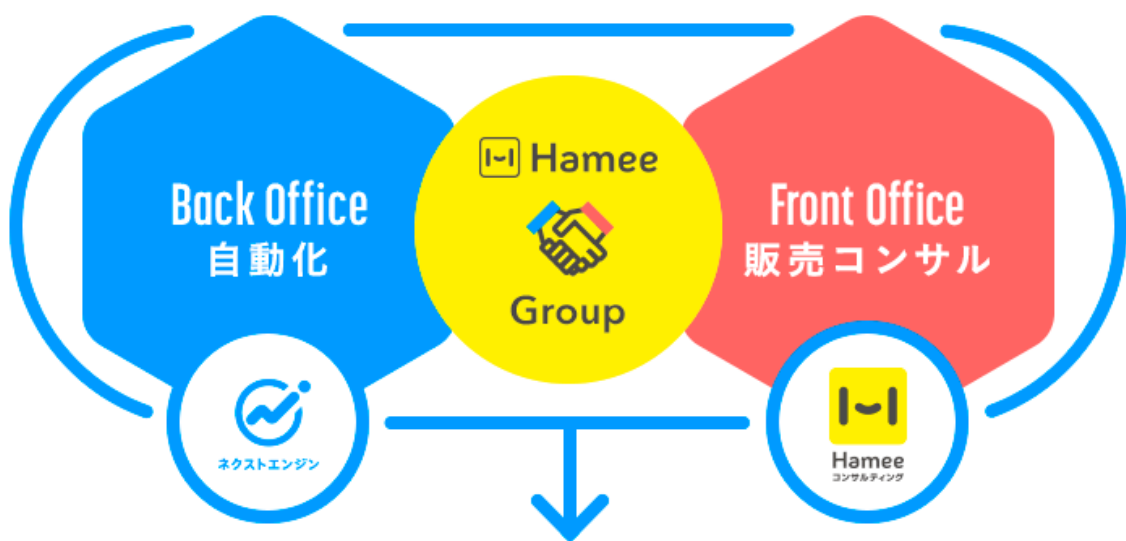 Back Office
自動化
Hamee
Group
Front Office
販売コンサル
ネクストエンジン
Hamee
コンサルティング